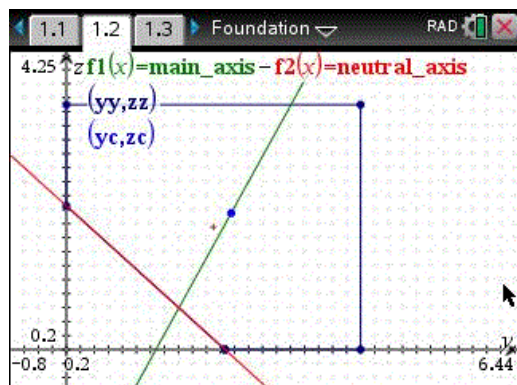 1.1 1.2 1.3 Foundation RAD
4.25 z f1(x)=main_axis-f2(x)=neutral_axis
(yy,zz)
(yc,zc)
0.2 y
-0.8 0.2 6.44